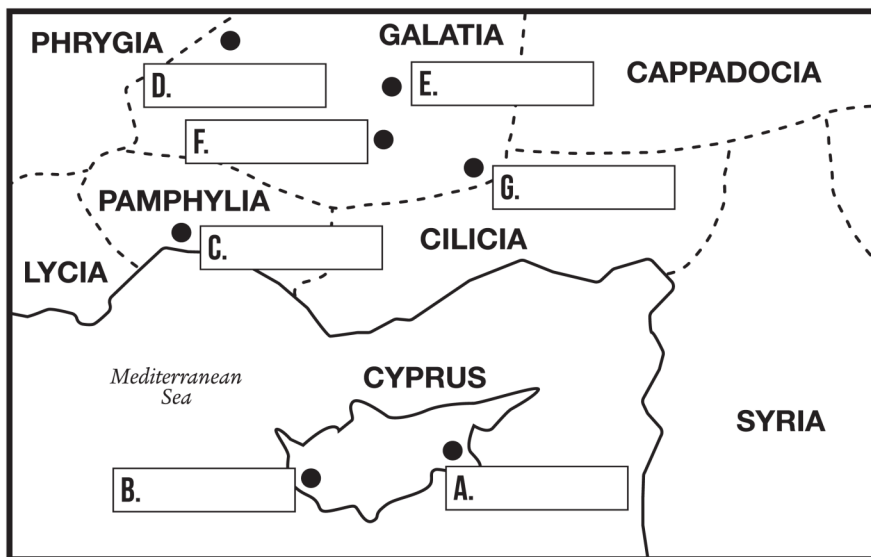 PHRYGIA
GALATIA
CAPPADOCIA
D.
E.
F.
G.
PAMPHYLIA
C.
CILICIA
LYCIA
Mediterranean
Sea
CYPRUS
SYRIA
B.
A.